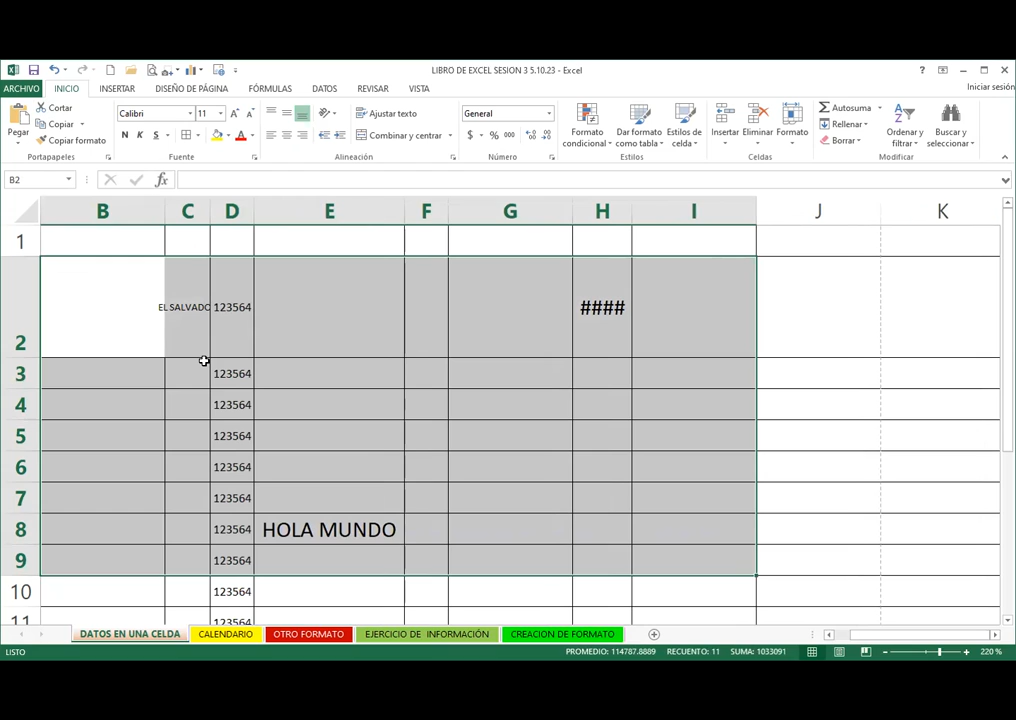 LIBRO DE EXCEL SESION 3 5.10.23 - Excel
ARCHIVO INICIO INSERTAR DISEÑO DE PÁGINA FÓRMULAS DATOS REVISAR VISTA Iniciar sesión
Pegar
Cortar
Copiar
Copiar formato
Portapapeles
Calibri 11
N K S
Fuente
Ajustar texto
Combinar y centrar
Alineación
General
$ % 000
Número
Formato condicional
Dar formato como tabla
Estilos de celda
Estilos
Insertar Eliminar Formato
Celdas
Autosuma
Rellenar
Borrar
Ordenar y filtrar
Buscar y seleccionar
Modificar
B2 fx
B C D E F G H I J K
1
2 EL SALVADO 123564 ####
3 123564
4 123564
5 123564
6 123564
7 123564
8 123564 HOLA MUNDO
9 123564
10 123564
11 123564
DATOS EN UNA CELDA CALENDARIO OTRO FORMATO EJERCICIO DE INFORMACIÓN CREACION DE FORMATO
LISTO PROMEDIO: 114787.8889 RECUENTO: 11 SUMA: 1033091 220 %